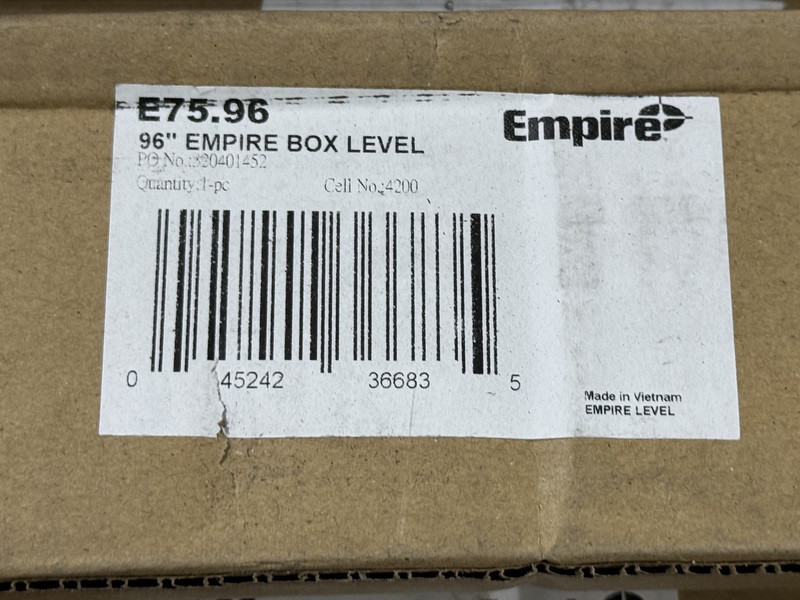 E75.96
Empire
96" EMPIRE BOX LEVEL
PO No.:320401452
Quantity:1-pc Cell No.:4200
0 45242 36683 5
Made in Vietnam
EMPIRE LEVEL